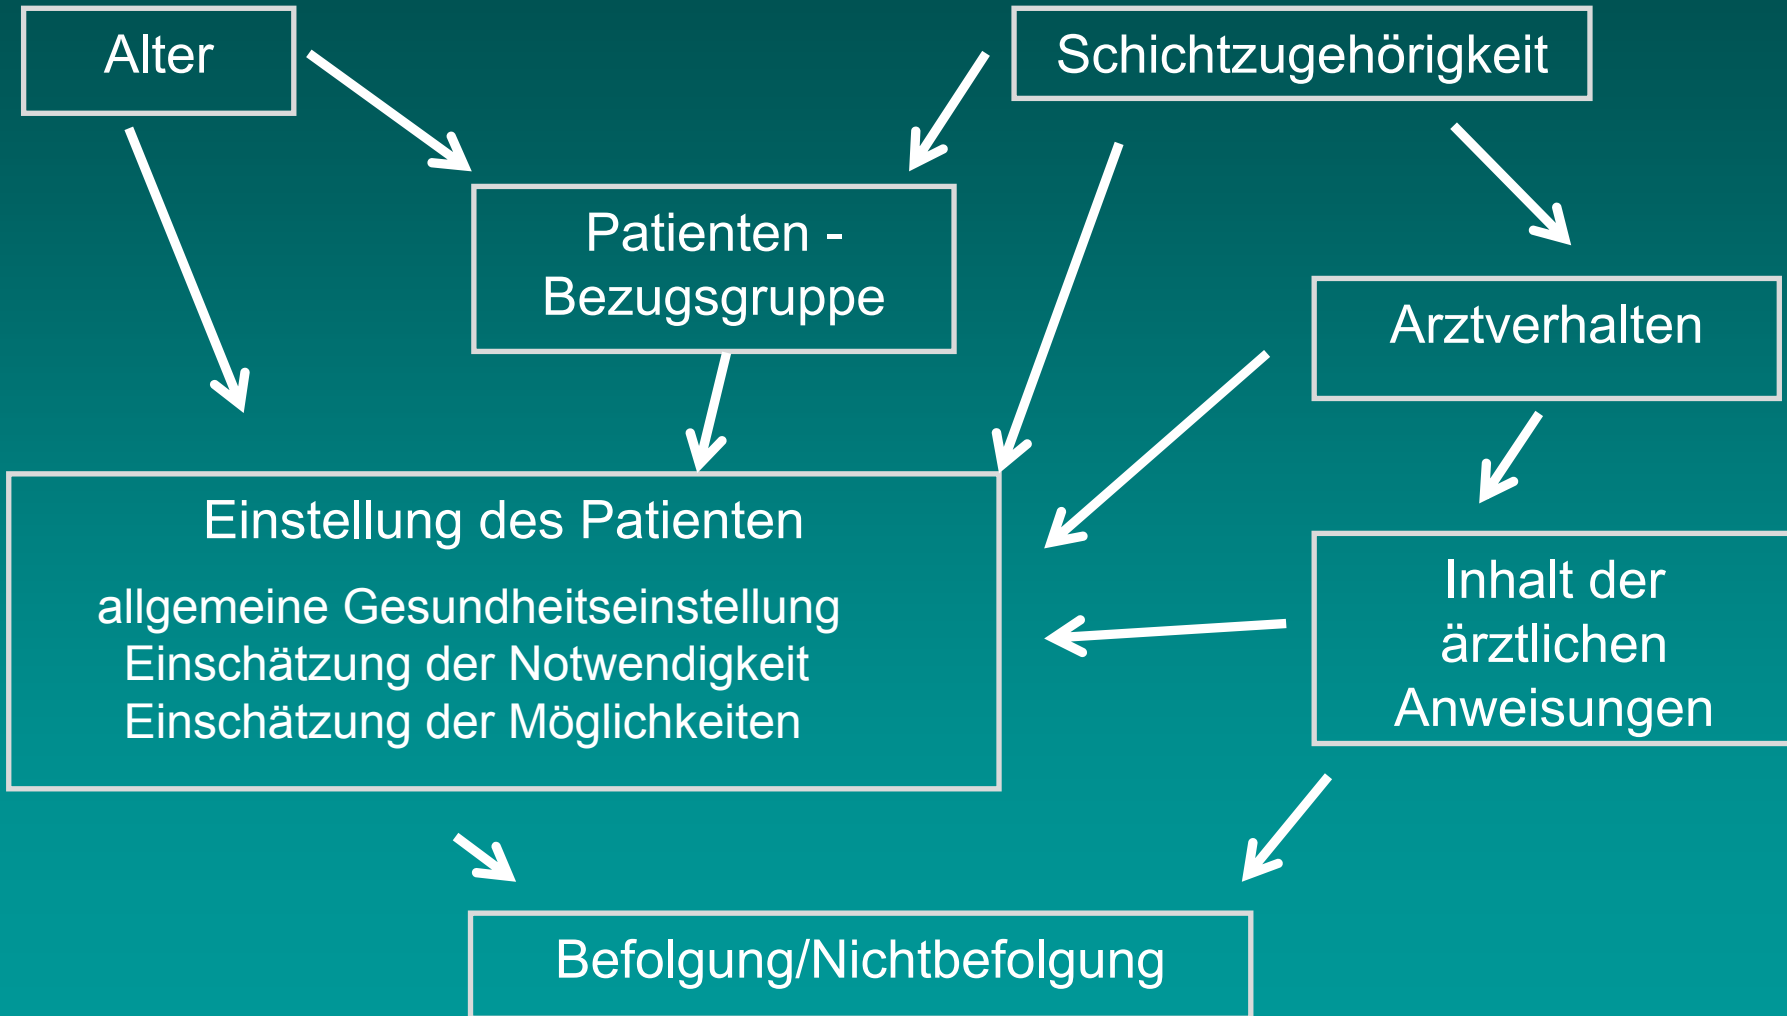 Alter
Schichtzugehörigkeit
Patienten -
Bezugsgruppe
Arztverhalten
Einstellung des Patienten
allgemeine Gesundheitseinstellung
Einschätzung der Notwendigkeit
Einschätzung der Möglichkeiten
Inhalt der
ärztlichen
Anweisungen
Befolgung/Nichtbefolgung